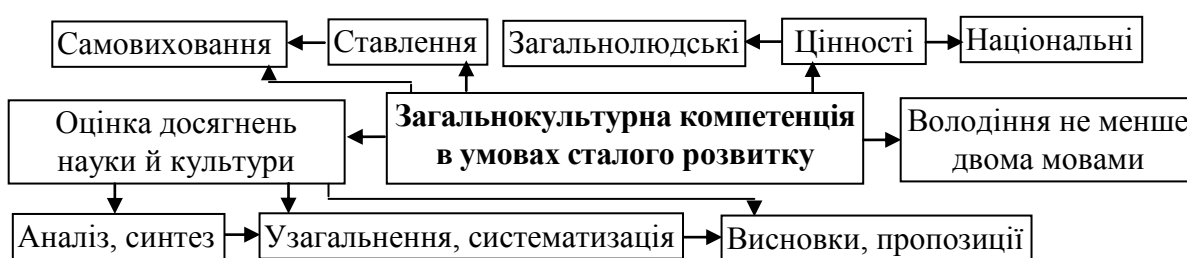 Самовиховання
Ставлення
Загальнолюдські
Цінності
Національні
Оцінка досягнень
науки й культури
Загальнокультурна компетенція
в умовах сталого розвитку
Володіння не менше
двома мовами
Аналіз, синтез
Узагальнення, систематизація
Висновки, пропозиції